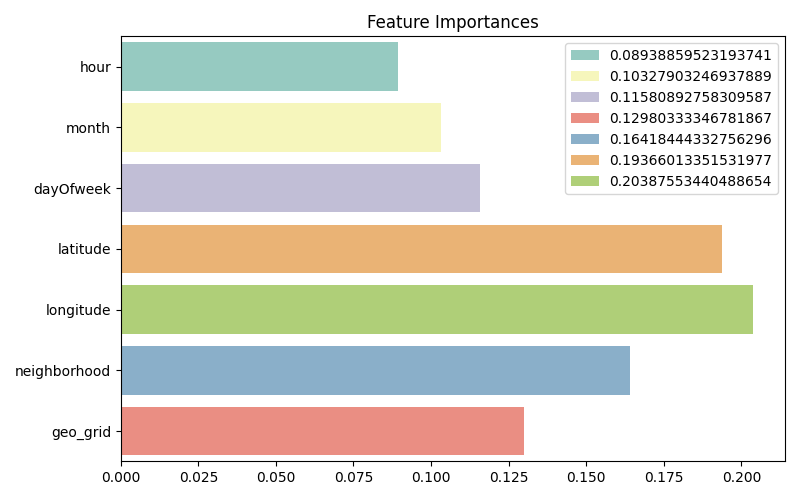 Feature Importances
hour
month
dayOfweek
latitude
longitude
neighborhood
geo_grid
0.08938859523193741
0.10327903246937889
0.11580892758309587
0.12980333346781867
0.16418444332756296
0.19366013351531977
0.20387553440488654
0.000 0.025 0.050 0.075 0.100 0.125 0.150 0.175 0.200